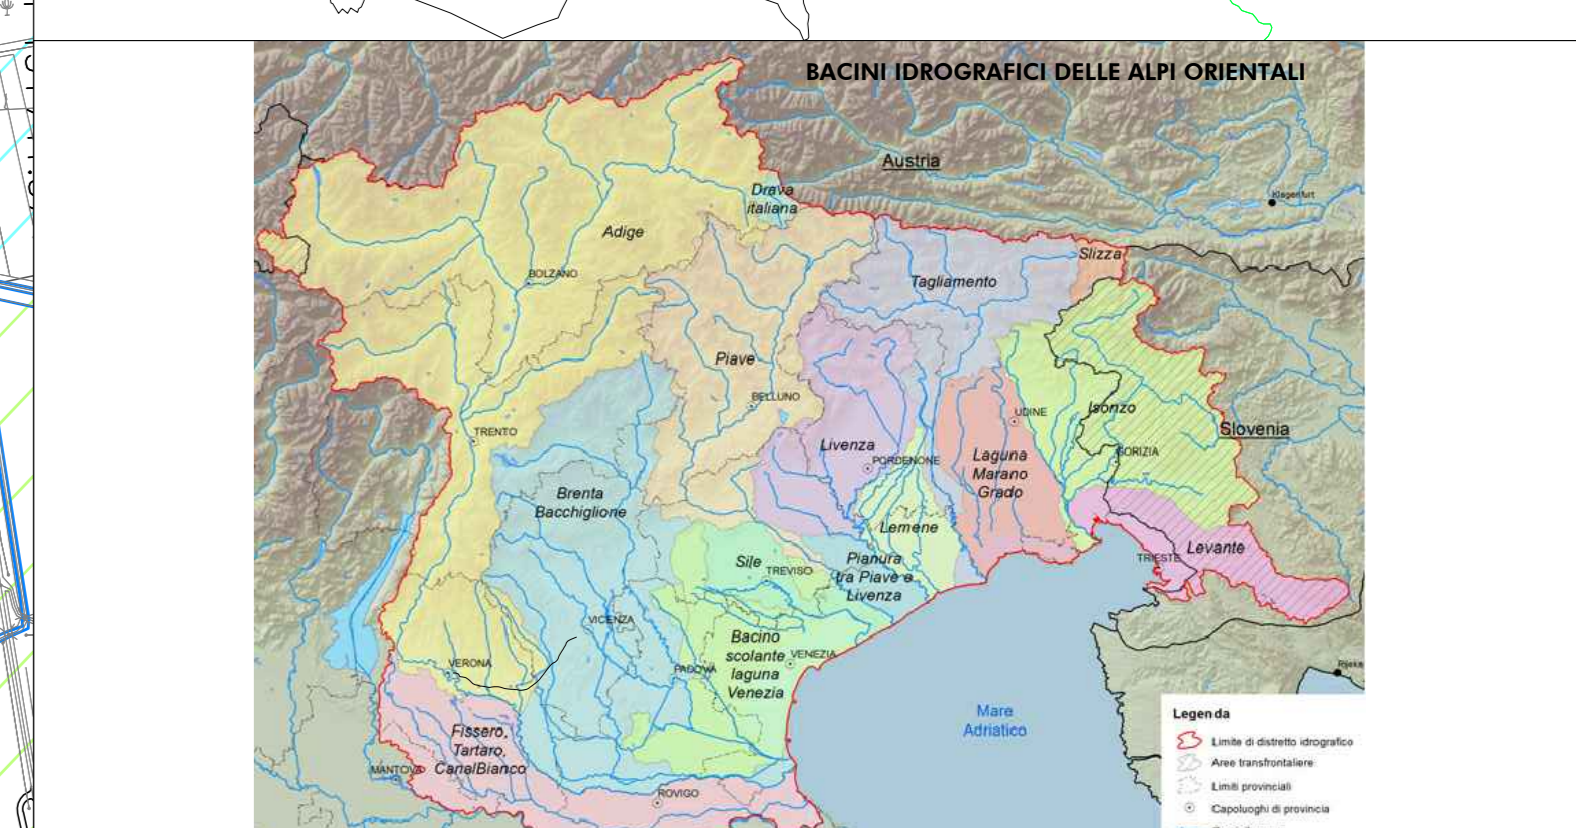 BACINI IDROGRAFICI DELLE ALPI ORIENTALI
Austria
Klagenfurt
Drava
italiana
Adige
Slizza
BOLZANO
Tagliamento
Piave
BELLUNO
UDINE
Isonzo
Slovenia
TRENTO
Livenza
PORDENONE
GORIZIA
Laguna
Marano
Grado
Brenta
Bacchiglione
Lemene
Sile
TREVISO
Pianura
tra Piave e
Livenza
TRIESTE
Levante
VICENZA
Bacino
scolante
laguna
Venezia
VENEZIA
VERONA
PADOVA
Rijeka
Mare
Adriatico
Fissero,
Tartaro,
CanalBianco
MANTOVA
ROVIGO
Legenda
Limite di distretto idrografico
Aree transfrontaliere
Limiti provinciali
Capoluoghi di provincia